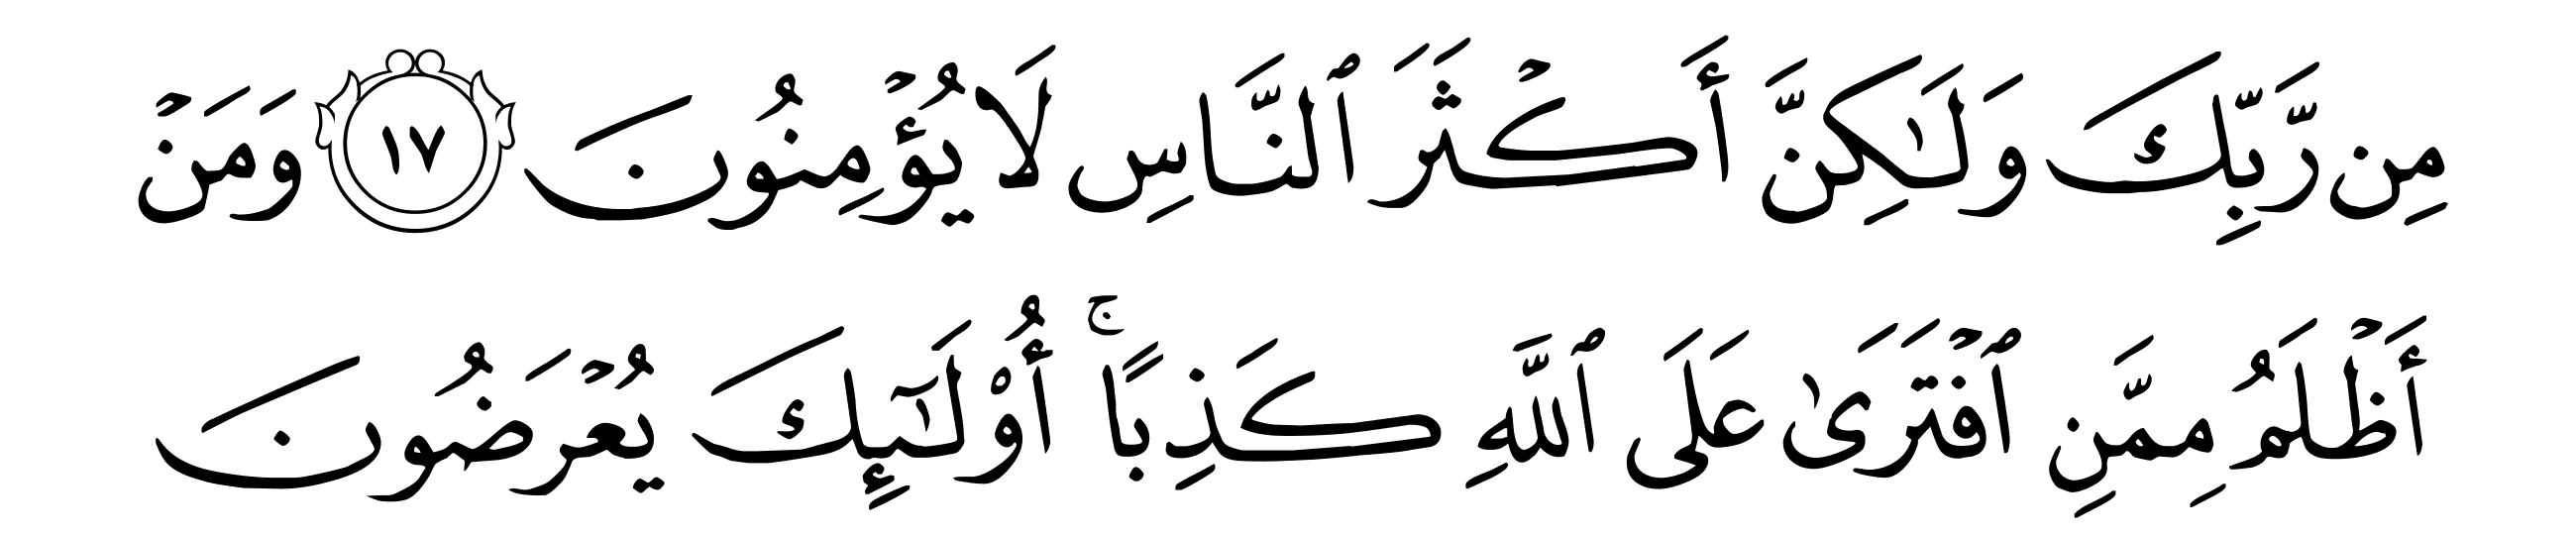 مِن رَّبِّكَ وَلَـٰكِنَّ أَكْثَرَ ٱلنَّاسِ لَا يُؤْمِنُونَ ١٧ وَمَنْ
أَظْلَمُ مِمَّنِ ٱفْتَرَىٰ عَلَى ٱللَّهِ كَذِبًا ۚ أُو۟لَـٰٓئِكَ يُعْرَضُونَ